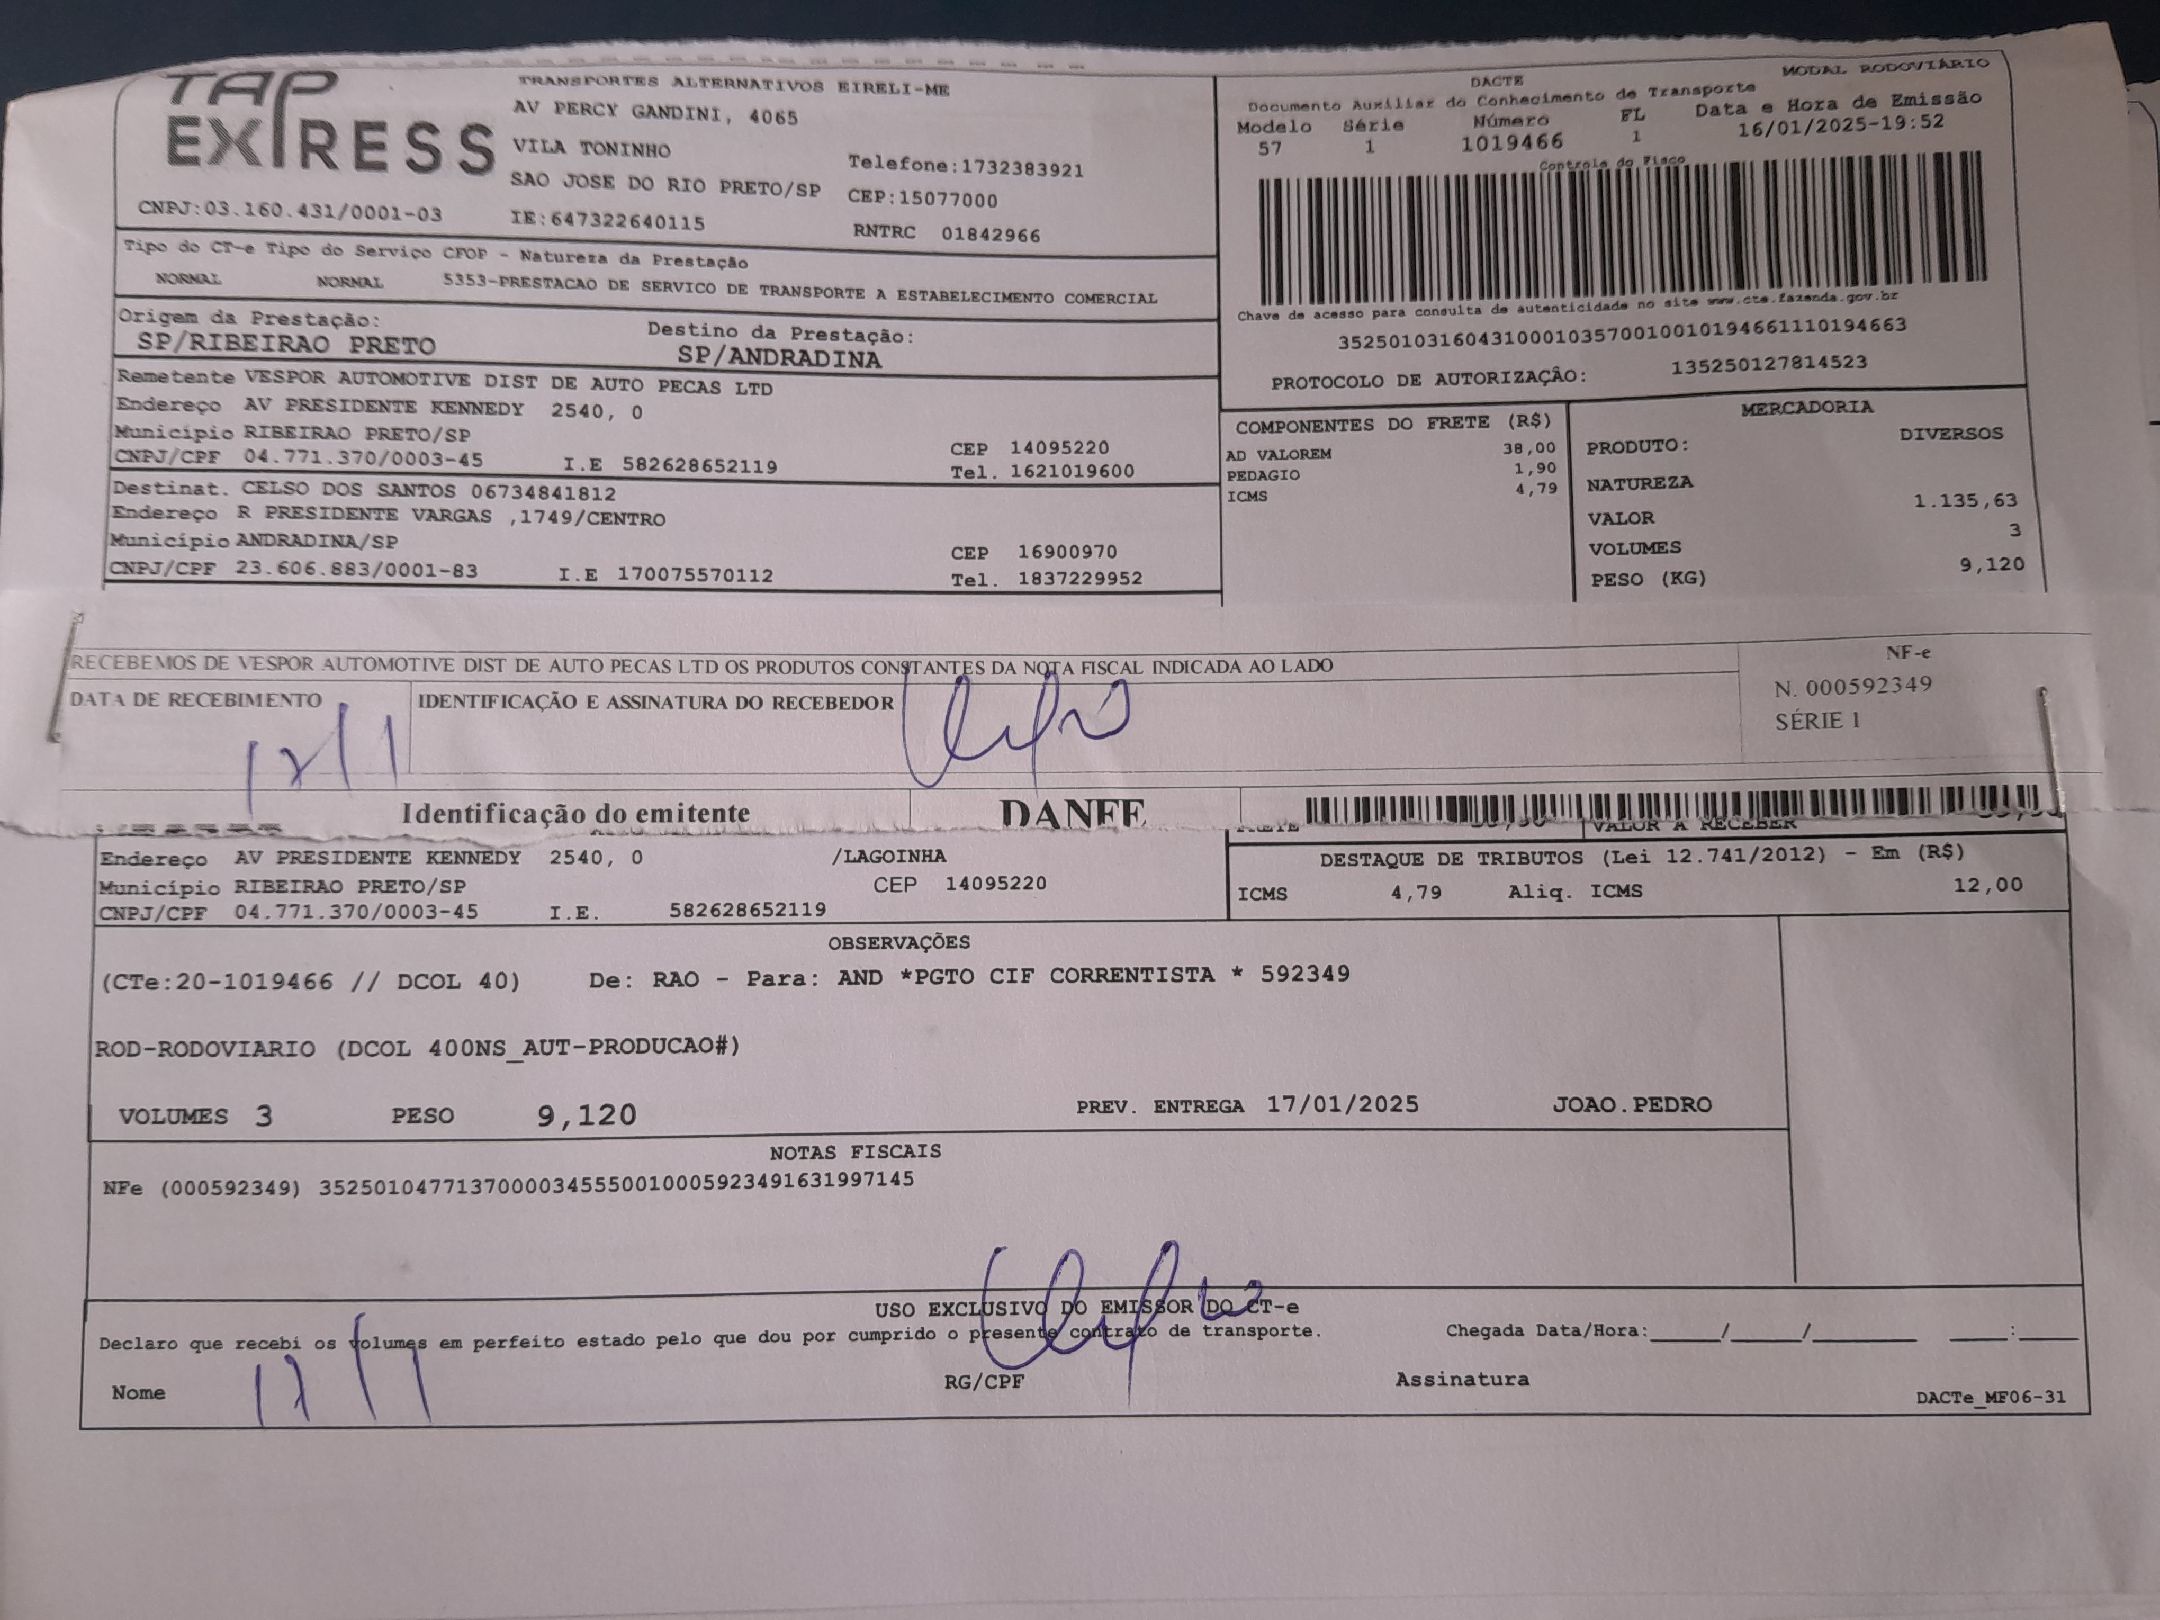 TAP EXPRESS
TRANSPORTES ALTERNATIVOS EIRELI-ME
AV PERCY GANDINI, 4065
VILA TONINHO
Telefone:1732383921
SAO JOSE DO RIO PRETO/SP CEP:15077000
CNPJ:03.160.431/0001-03 IE:647322640115 RNTRC 01842966
DACTE MODAL RODOVIÁRIO
Documento Auxiliar do Conhecimento de Transporte
Modelo Série Número FL Data e Hora de Emissão
57 1 1019466 1 16/01/2025-19:52
Controle do Fisco
Chave de acesso para consulta de autenticidade no site www.cte.fazenda.gov.br
35250103160431000103570010010194661110194663
PROTOCOLO DE AUTORIZAÇÃO: 135250127814523
Tipo do CT-e Tipo do Serviço CFOP - Natureza da Prestação
NORMAL NORMAL 5353-PRESTACAO DE SERVICO DE TRANSPORTE A ESTABELECIMENTO COMERCIAL
Origem da Prestação: Destino da Prestação:
SP/RIBEIRAO PRETO SP/ANDRADINA
Remetente VESPOR AUTOMOTIVE DIST DE AUTO PECAS LTD
Endereço AV PRESIDENTE KENNEDY 2540, 0
Município RIBEIRAO PRETO/SP CEP 14095220
CNPJ/CPF 04.771.370/0003-45 I.E 582628652119 Tel. 1621019600
Destinat. CELSO DOS SANTOS 06734841812
Endereço R PRESIDENTE VARGAS ,1749/CENTRO
Município ANDRADINA/SP CEP 16900970
CNPJ/CPF 23.606.883/0001-83 I.E 170075570112 Tel. 1837229952
COMPONENTES DO FRETE (R$)
AD VALOREM 38,00
PEDAGIO 1,90
ICMS 4,79
MERCADORIA
PRODUTO: DIVERSOS
NATUREZA
VALOR 1.135,63
VOLUMES 3
PESO (KG) 9,120
RECEBEMOS DE VESPOR AUTOMOTIVE DIST DE AUTO PECAS LTD OS PRODUTOS CONSTANTES DA NOTA FISCAL INDICADA AO LADO
DATA DE RECEBIMENTO IDENTIFICAÇÃO E ASSINATURA DO RECEBEDOR
17/1
NF-e
N. 000592349
SÉRIE 1
Identificação do emitente DANFE
VALOR A RECEBER
Endereço AV PRESIDENTE KENNEDY 2540, 0 /LAGOINHA
Município RIBEIRAO PRETO/SP CEP 14095220
CNPJ/CPF 04.771.370/0003-45 I.E. 582628652119
DESTAQUE DE TRIBUTOS (Lei 12.741/2012) - Em (R$)
ICMS 4,79 Aliq. ICMS 12,00
OBSERVAÇÕES
(CTe:20-1019466 // DCOL 40) De: RAO - Para: AND *PGTO CIF CORRENTISTA * 592349
ROD-RODOVIARIO (DCOL 400NS_AUT-PRODUCAO#)
VOLUMES 3 PESO 9,120 PREV. ENTREGA 17/01/2025 JOAO.PEDRO
NOTAS FISCAIS
NFe (000592349) 35250104771370000345550010005923491631997145
USO EXCLUSIVO DO EMISSOR DO CT-e
Declaro que recebi os volumes em perfeito estado pelo que dou por cumprido o presente contrato de transporte. Chegada Data/Hora:____/____/______ ____:____
Nome 17/1 RG/CPF Assinatura
DACTe_MF06-31